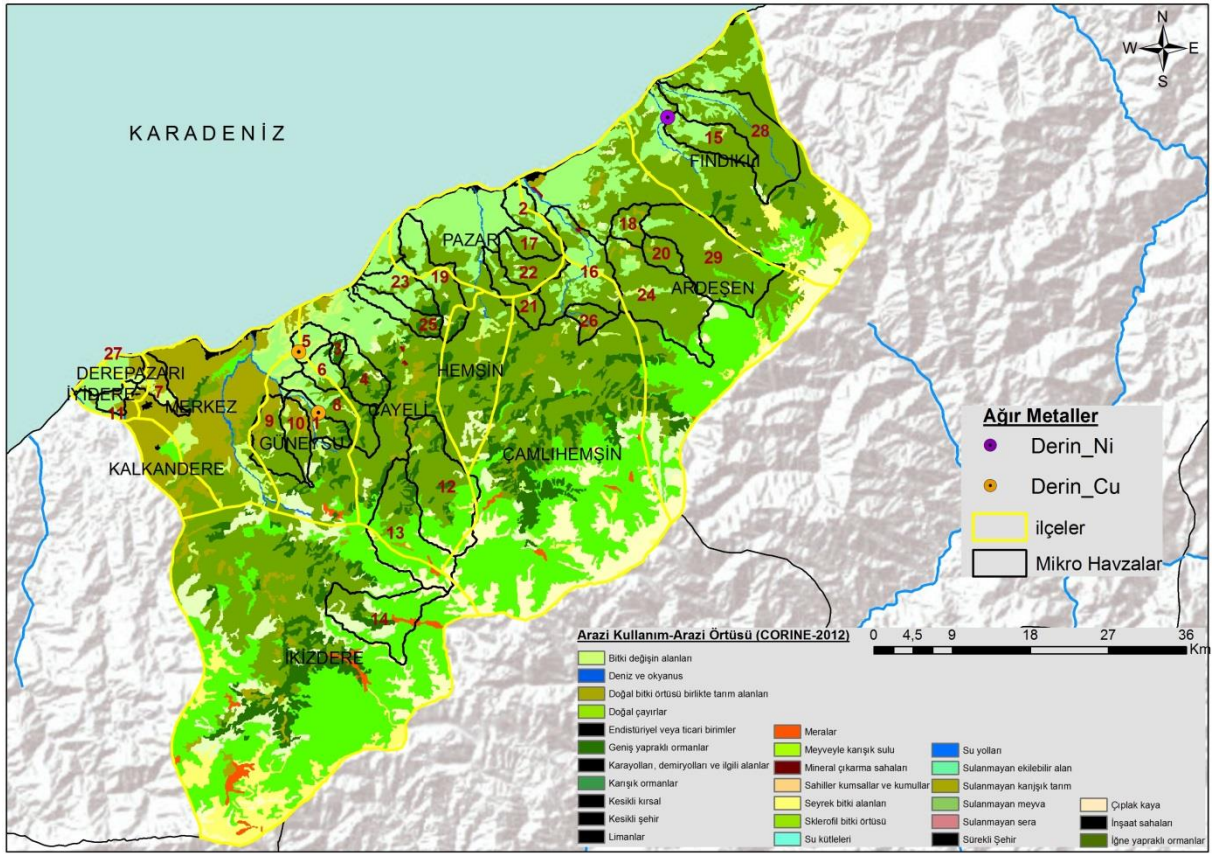 N
W E
S
KARADENİZ
28
15
FINDIKLI
2
18
PAZAR
17
20
29
19
22
16
23
24
ARDEŞEN
21
25
26
5
3
27
6
DEREPAZARI
4
HEMŞİN
İYİDERE
7
MERKEZ
8
ÇAYELİ
11
9
10
1
GÜNEYSU
ÇAMLIHEMŞİN
KALKANDERE
12
13
14
İKİZDERE
Ağır Metaller
Derin_Ni
Derin_Cu
ilçeler
Mikro Havzalar
0 4,5 9 18 27 36
Km
Arazi Kullanım-Arazi Örtüsü (CORINE-2012)
Bitki değişin alanları
Deniz ve okyanus
Doğal bitki örtüsü birlikte tarım alanları
Doğal çayırlar
Endistüriyel veya ticari birimler
Geniş yapraklı ormanlar
Karayolları, demiryolları ve ilgili alanlar
Karışık ormanlar
Kesikli kırsal
Kesikli şehir
Limanlar
Meralar
Meyveyle karışık sulu
Mineral çıkarma sahaları
Sahiller kumsallar ve kumullar
Seyrek bitki alanları
Sklerofil bitki örtüsü
Su kütleleri
Su yolları
Sulanmayan ekilebilir alan
Sulanmayan karışık tarım
Sulanmayan meyva
Sulanmayan sera
Sürekli Şehir
Çıplak kaya
İnşaat sahaları
İğne yapraklı ormanlar